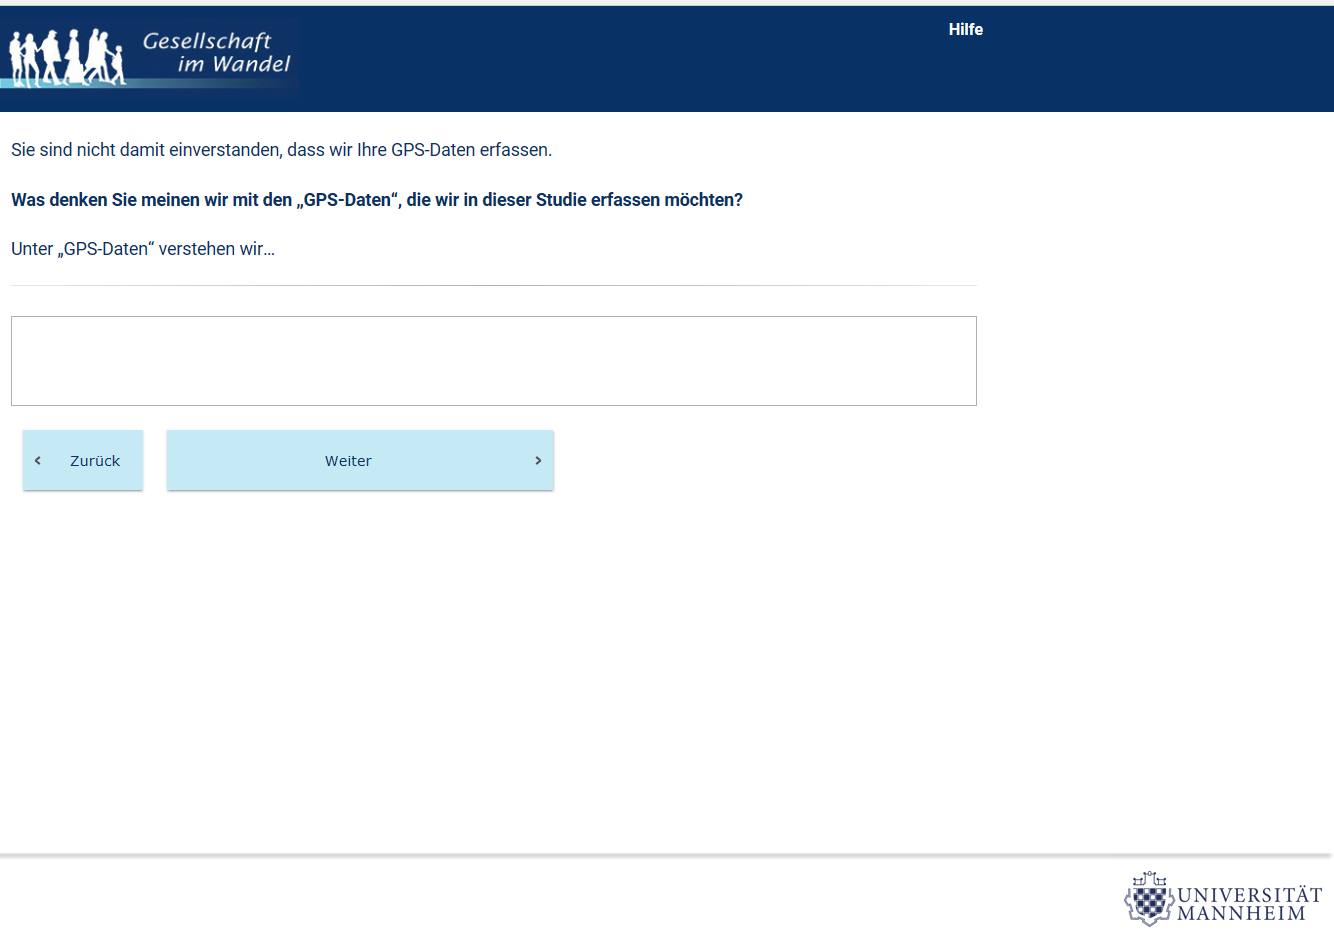 Gesellschaft
im Wandel
Hilfe
Sie sind nicht damit einverstanden, dass wir Ihre GPS-Daten erfassen.
Was denken Sie meinen wir mit den „GPS-Daten“, die wir in dieser Studie erfassen möchten?
Unter „GPS-Daten“ verstehen wir…
Zurück
Weiter
UNIVERSITÄT
MANNHEIM